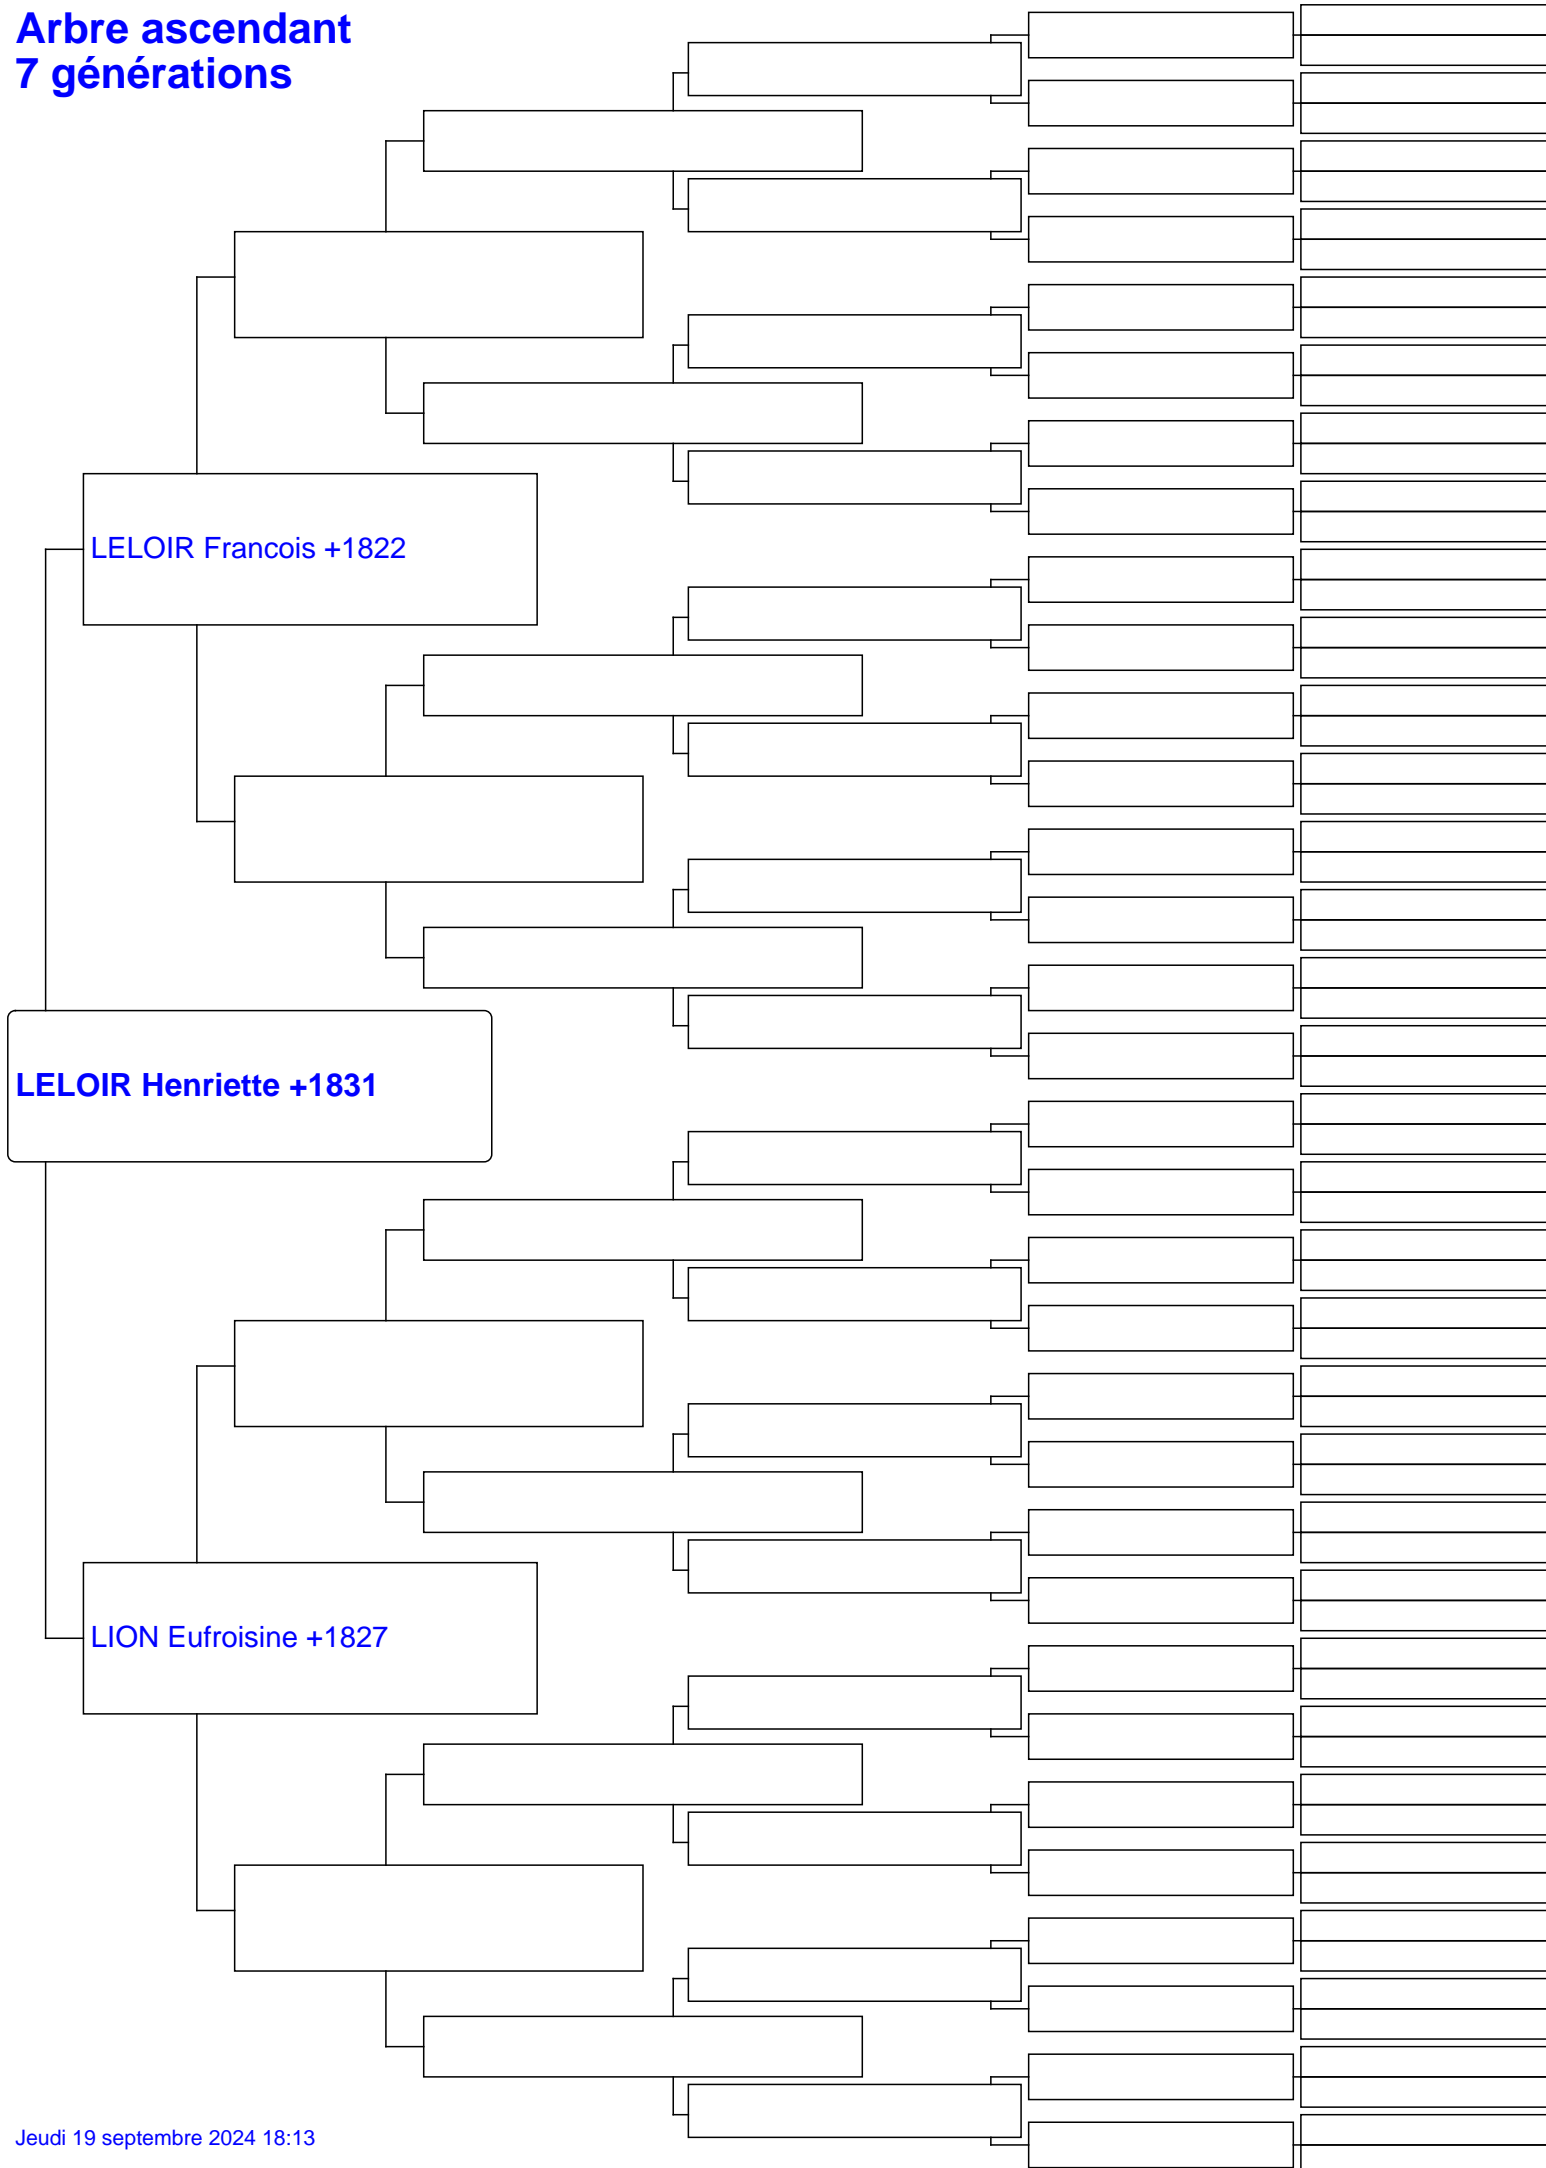 Arbre ascendant
7 générations
LELOIR Francois +1822
LELOIR Henriette +1831
LION Eufroisine +1827
Jeudi 19 septembre 2024 18:13